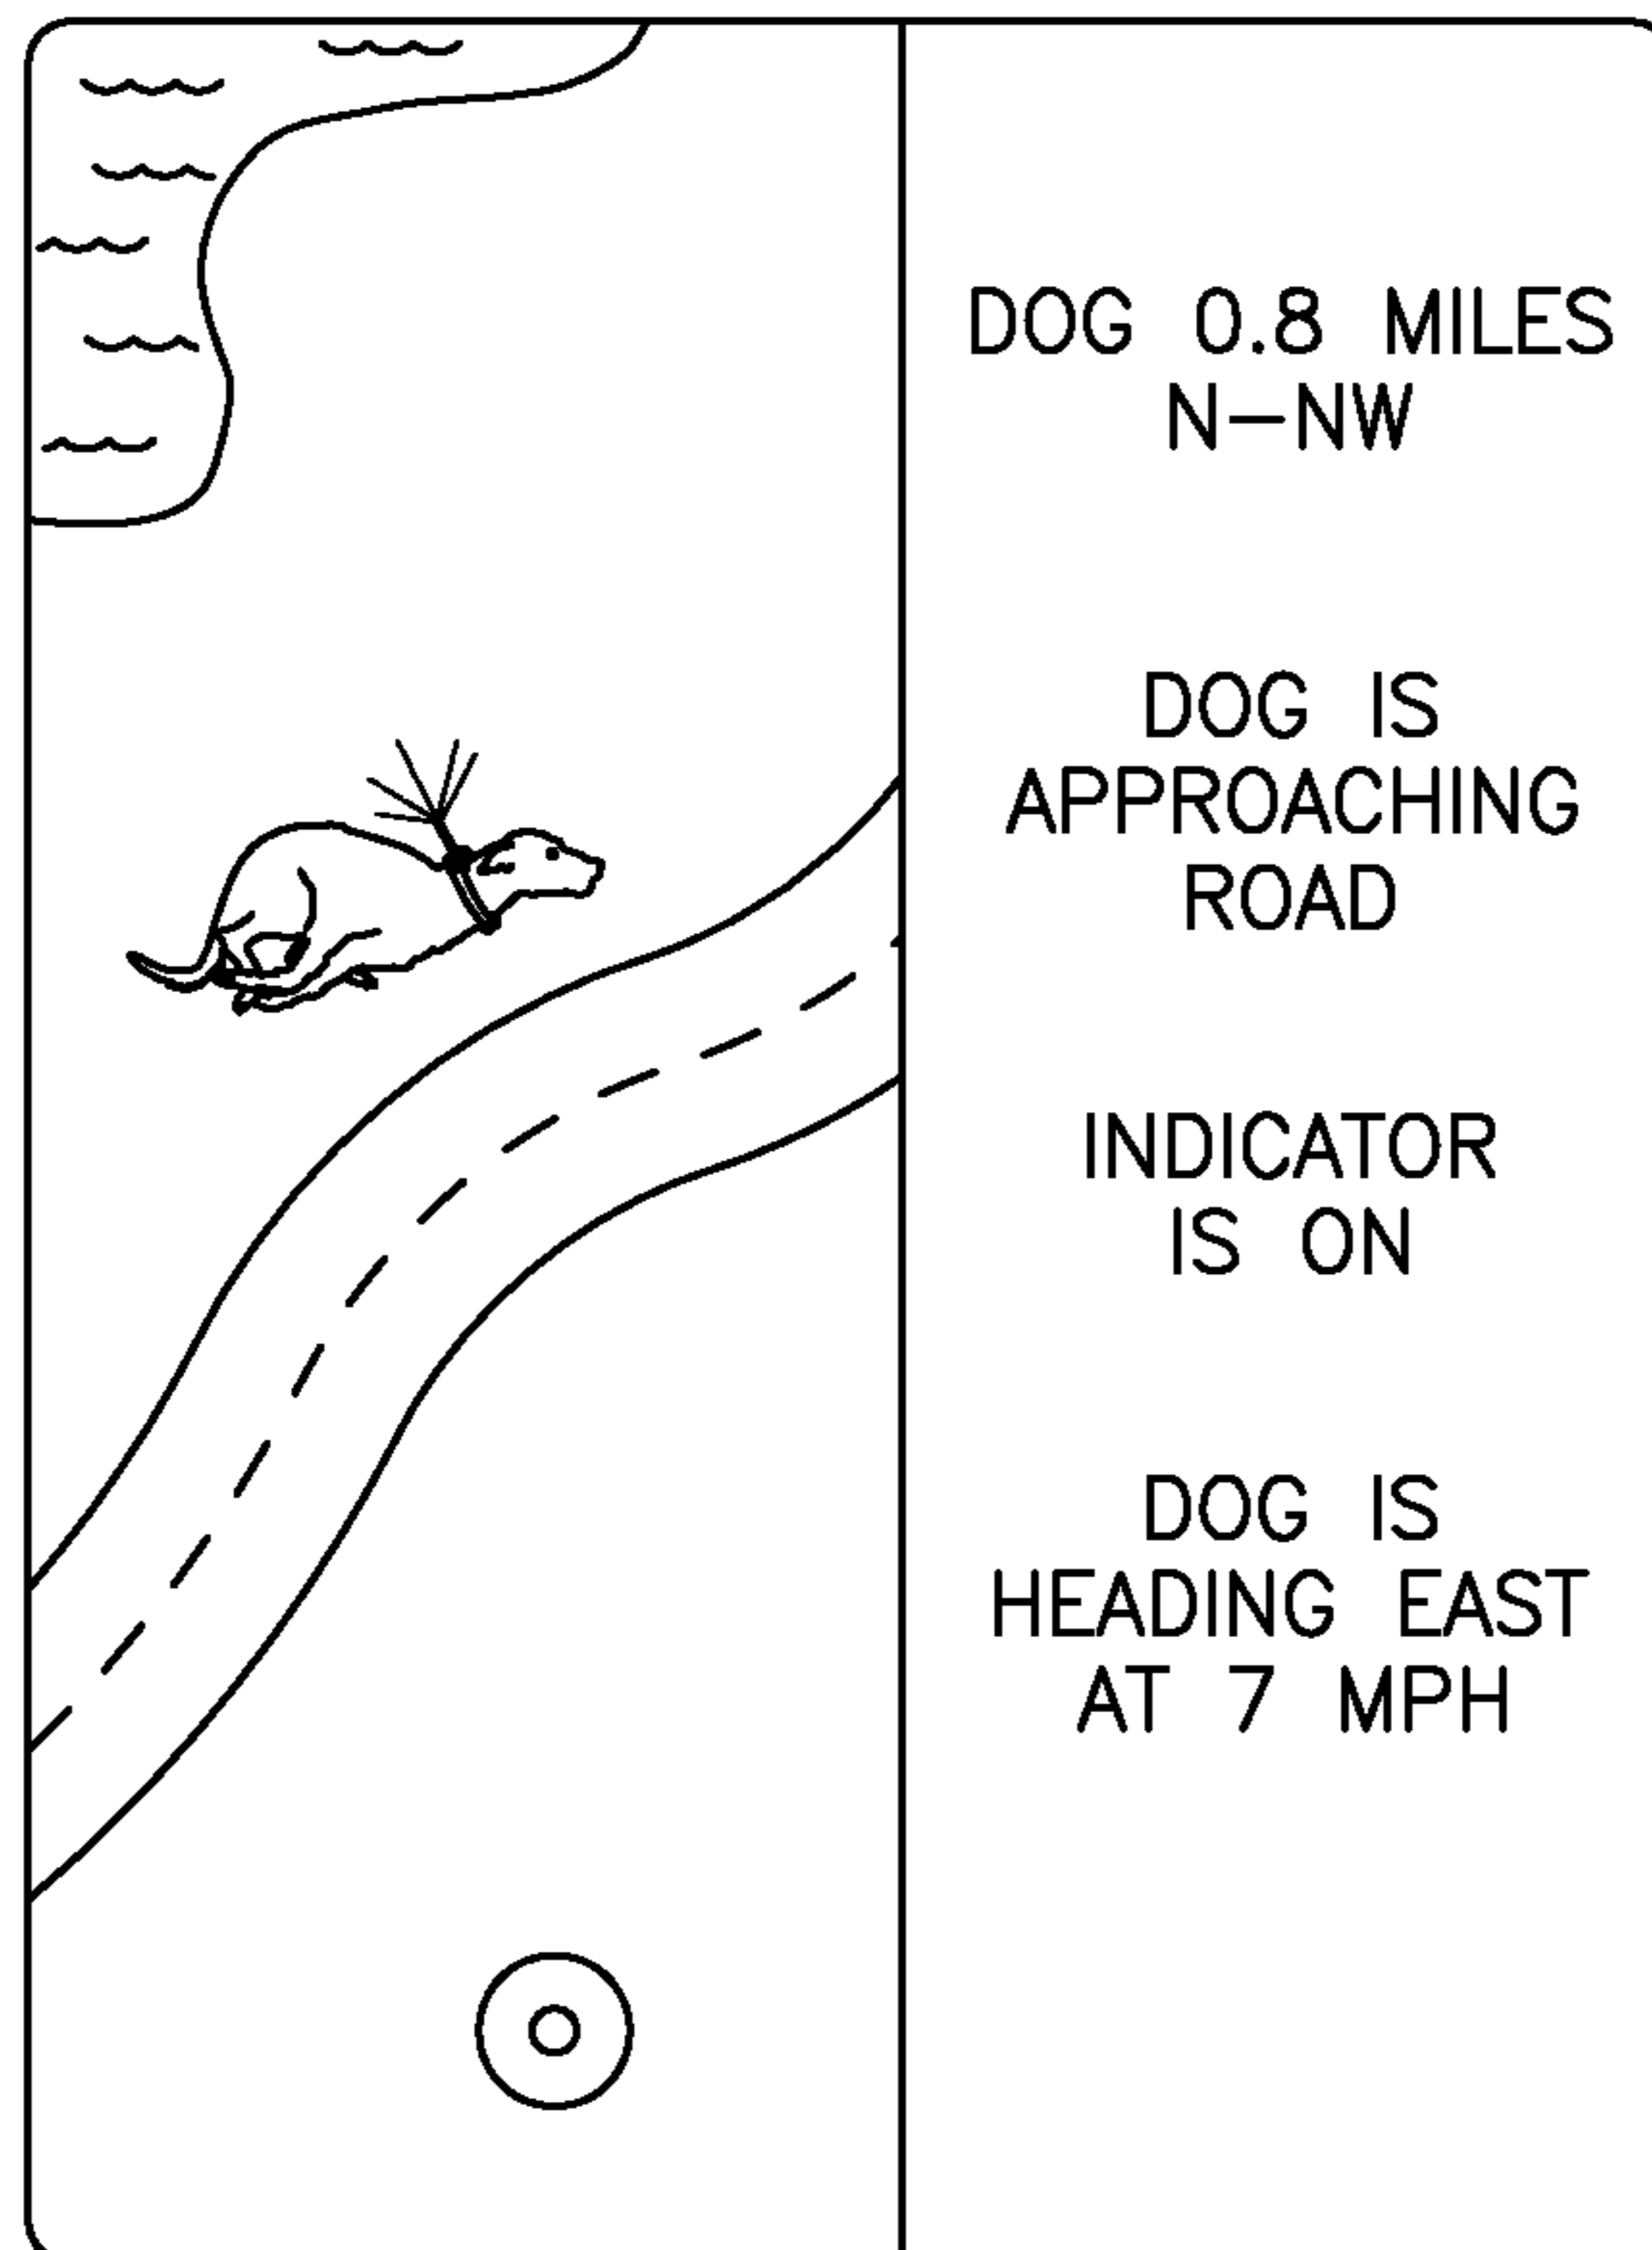 DOG 0.8 MILES
N-NW
DOG IS
APPROACHING
ROAD
INDICATOR
IS ON
DOG IS
HEADING EAST
AT 7 MPH